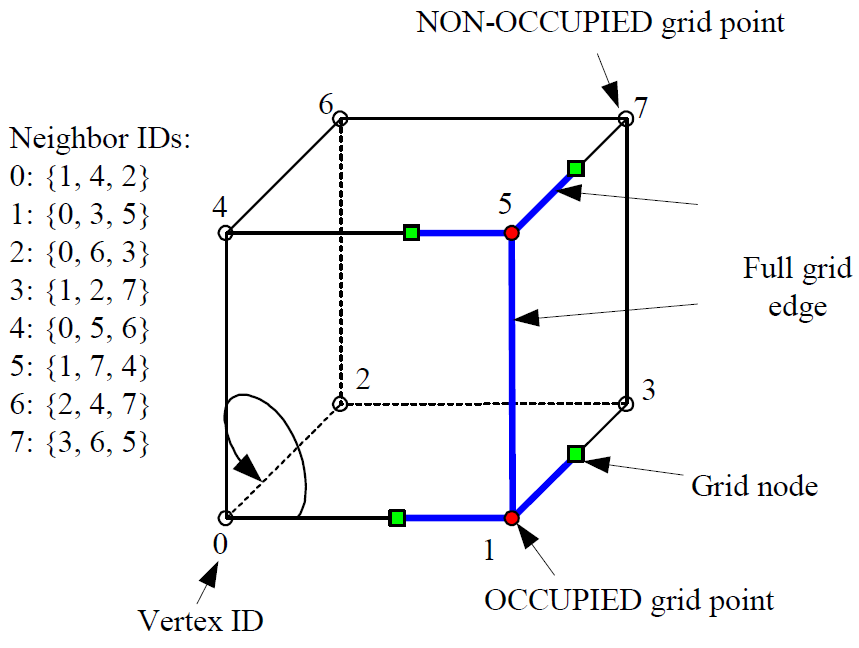 NON-OCCUPIED grid point
6
7
Neighbor IDs:
0: {1, 4, 2}
1: {0, 3, 5}
2: {0, 6, 3}
3: {1, 2, 7}
4: {0, 5, 6}
5: {1, 7, 4}
6: {2, 4, 7}
7: {3, 6, 5}
4
5
Full grid
edge
2
3
Grid node
0
1
OCCUPIED grid point
Vertex ID